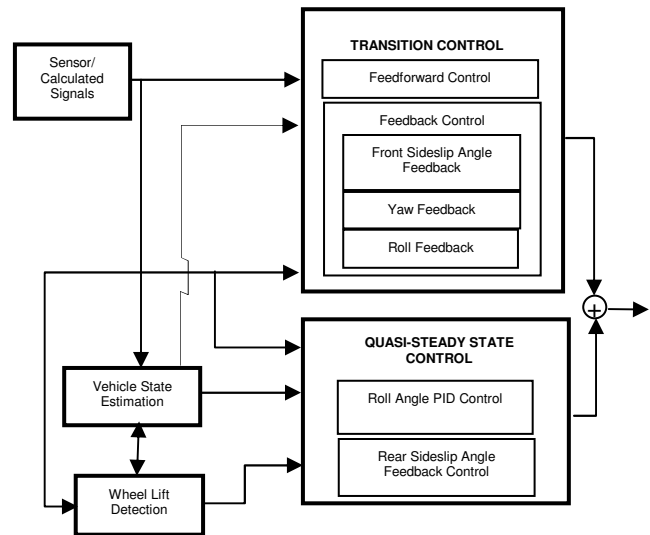 Sensor/
Calculated
Signals
TRANSITION CONTROL
Feedforward Control
Feedback Control
Front Sideslip Angle
Feedback
Yaw Feedback
Roll Feedback
+
QUASI-STEADY STATE
CONTROL
Roll Angle PID Control
Rear Sideslip Angle
Feedback Control
Vehicle State
Estimation
Wheel Lift
Detection